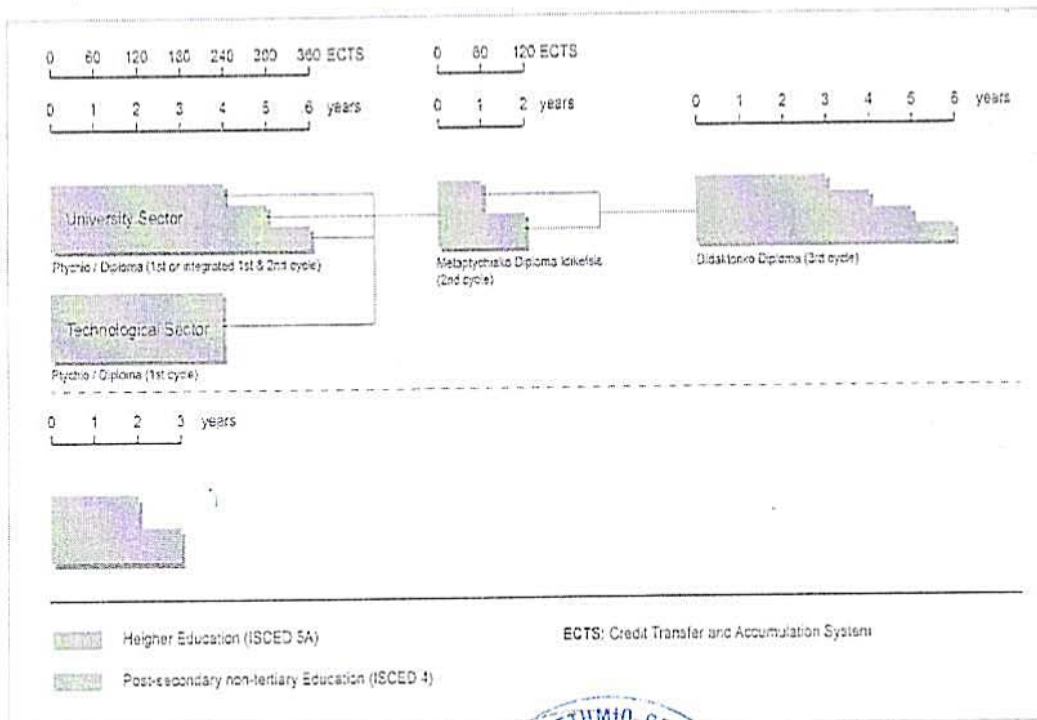 0 60 120 180 240 300 360 ECTS
0 60 120 ECTS
0 1 2 3 4 5 6 years
0 1 2 years
0 1 2 3 4 5 6 years
University Sector
Ptychio / Diploma (1st or integrated 1st & 2nd cycle)
Metaptychiako Diploma
(2nd cycle)
Diploma (3rd cycle)
Technological Sector
Ptychio / Diploma (1st cycle)
0 1 2 3 years
Heigher Education (ISCED 5A)
ECTS: Credit Transfer and Accumulation System
Post-secondary non-tertiary Education (ISCED 4)